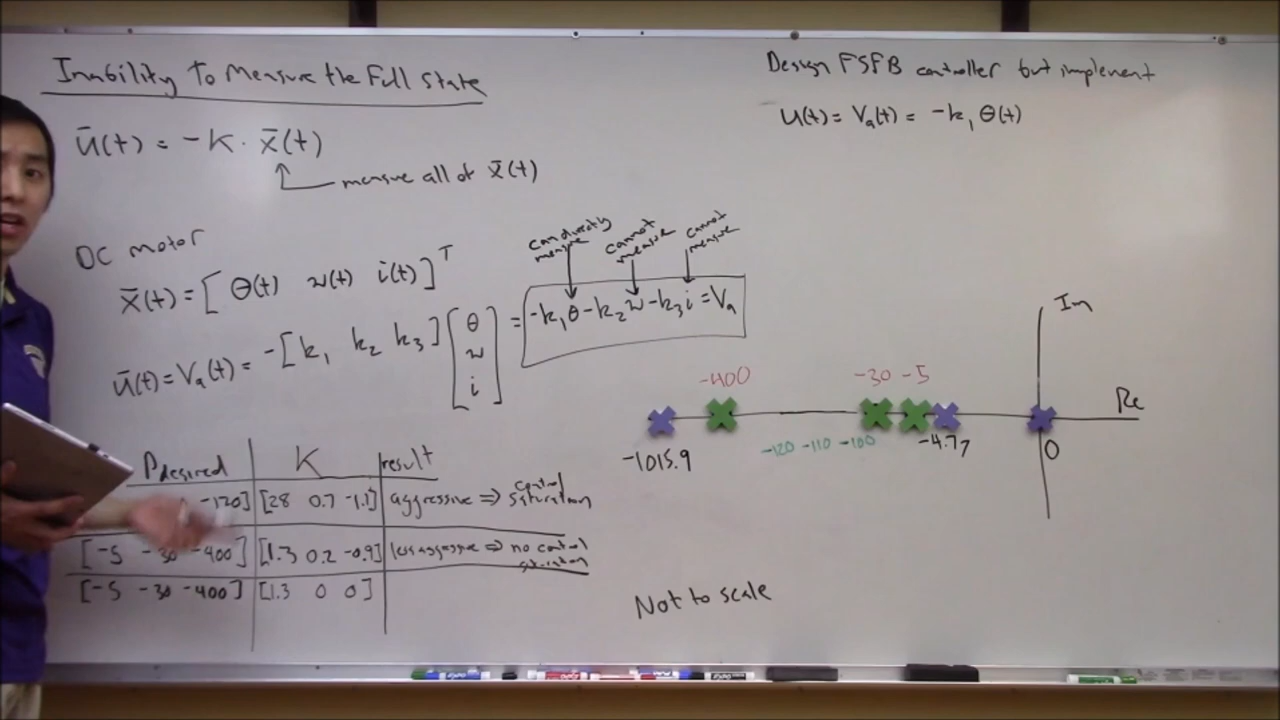 Inability To Measure the Full State
ū(t) = -K · x̄(t)
measure all of x̄(t)
DC motor
x̄(t) = [ θ(t) w(t) i(t) ]ᵀ
ū(t) = Va(t) = -[k₁ k₂ k₃] [θ w i] = -k₁θ - k₂w - k₃i = Va
can directly measure
cannot measure
cannot measure
Pdesired K result
-120] [28 0.7 -1.1] aggressive ⇒ control saturation
[-5 -30 -400] [1.3 0.2 -0.9] less aggressive ⇒ no control saturation
[-5 -30 -400] [1.3 0 0]
Design FSFB controller but implement
u(t) = Va(t) = -k₁ θ(t)
Im
-400 -30 -5
Re
-1015.9 -120 -110 -100 -4.77 0
Not to scale